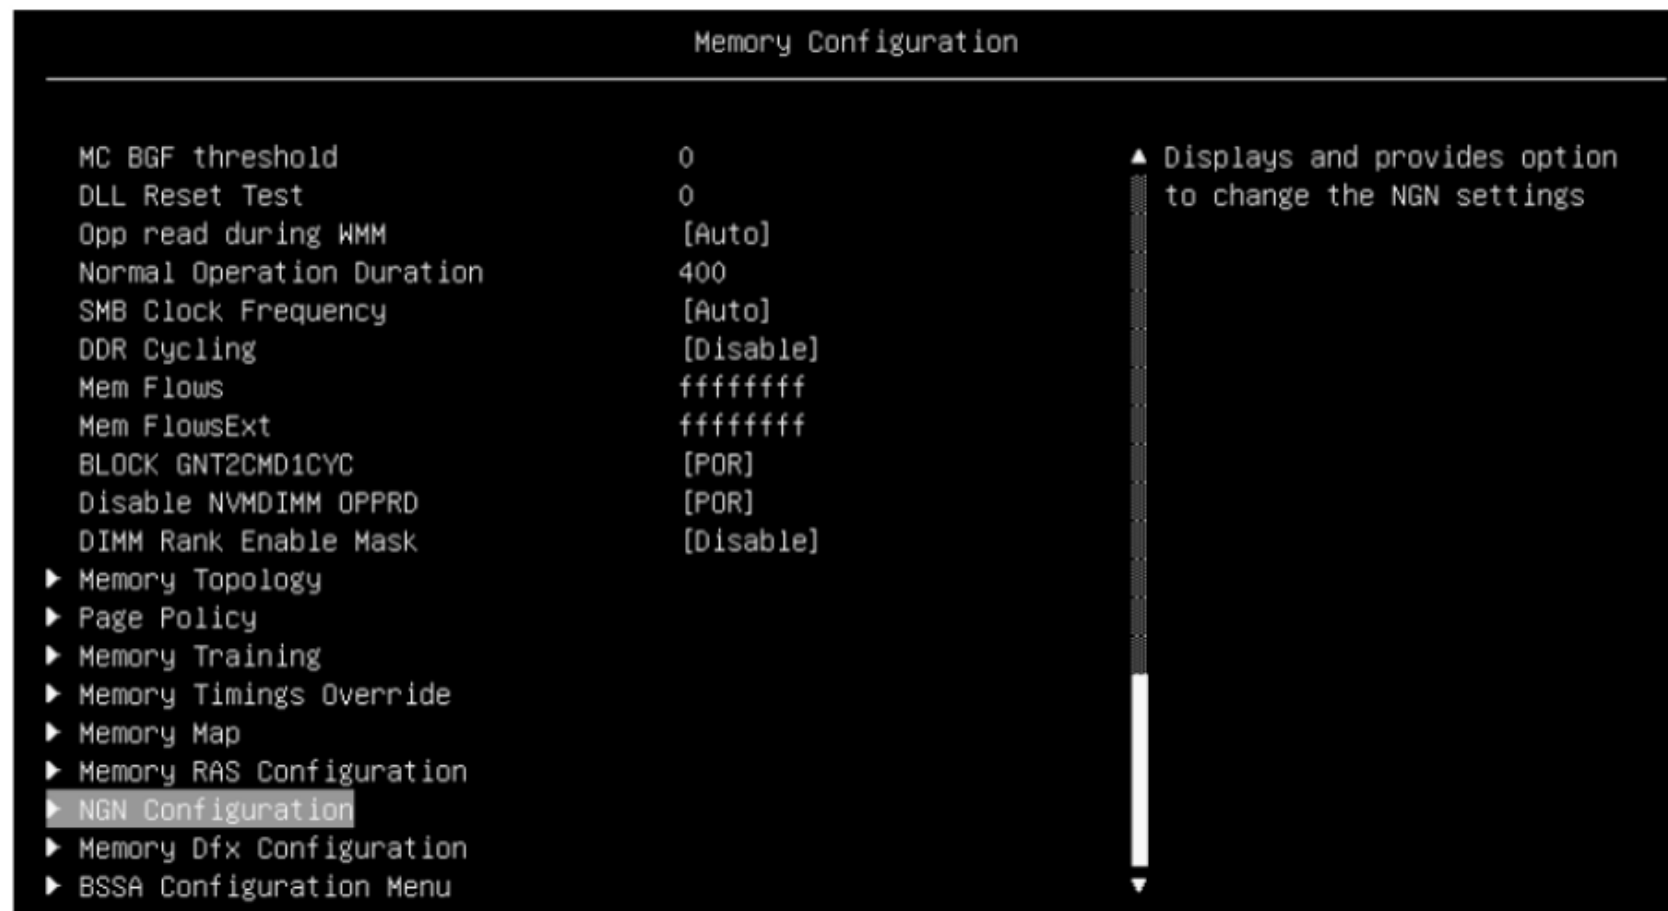 Memory Configuration
MC BGF threshold 0
DLL Reset Test 0
Opp read during WMM [Auto]
Normal Operation Duration 400
SMB Clock Frequency [Auto]
DDR Cycling [Disable]
Mem Flows ffffffff
Mem FlowsExt ffffffff
BLOCK GNT2CMD1CYC [POR]
Disable NVMDIMM OPPRD [POR]
DIMM Rank Enable Mask [Disable]
Memory Topology
Page Policy
Memory Training
Memory Timings Override
Memory Map
Memory RAS Configuration
NGN Configuration
Memory Dfx Configuration
BSSA Configuration Menu
Displays and provides option
to change the NGN settings